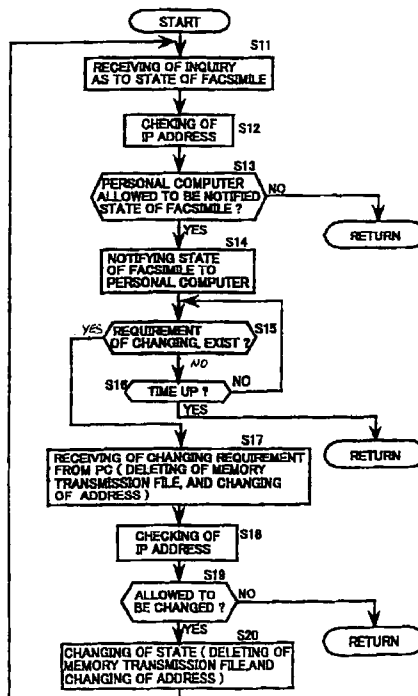 START
S11
RECEIVING OF INQUIRY
AS TO STATE OF FACSIMILE
S12
CHEKING OF
IP ADDRESS
S13
PERSONAL COMPUTER
ALLOWED TO BE NOTIFIED
STATE OF FACSIMILE ?
NO
RETURN
YES
S14
NOTIFYING STATE
OF FACSIMILE TO
PERSONAL COMPUTER
YES
REQUIREMENT
OF CHANGING, EXIST ?
S15
NO
S16
TIME UP ?
NO
YES
RETURN
S17
RECEIVING OF CHANGING REQUIREMENT
FROM PC ( DELETING OF MEMORY
TRANSMISSION FILE, AND CHANGING
OF ADDRESS )
S18
CHECKING OF
IP ADDRESS
S19
ALLOWED TO
BE CHANGED ?
NO
RETURN
YES
S20
CHANGING OF STATE ( DELETING OF
MEMORY TRANSMISSION FILE,AND
CHANGING OF ADDRESS )